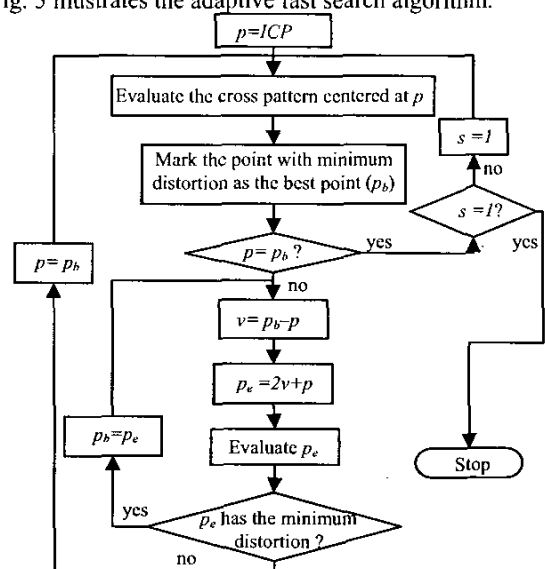 ig. 5 illustrates the adaptive fast search algorithm.
p=ICP
Evaluate the cross pattern centered at p
s =1
Mark the point with minimum
distortion as the best point (pb)
no
s =1?
p= pb ?
yes
yes
p= pb
no
v= pb-p
pe =2v+p
pb=pe
Evaluate pe
Stop
yes
pe has the minimum
distortion ?
no